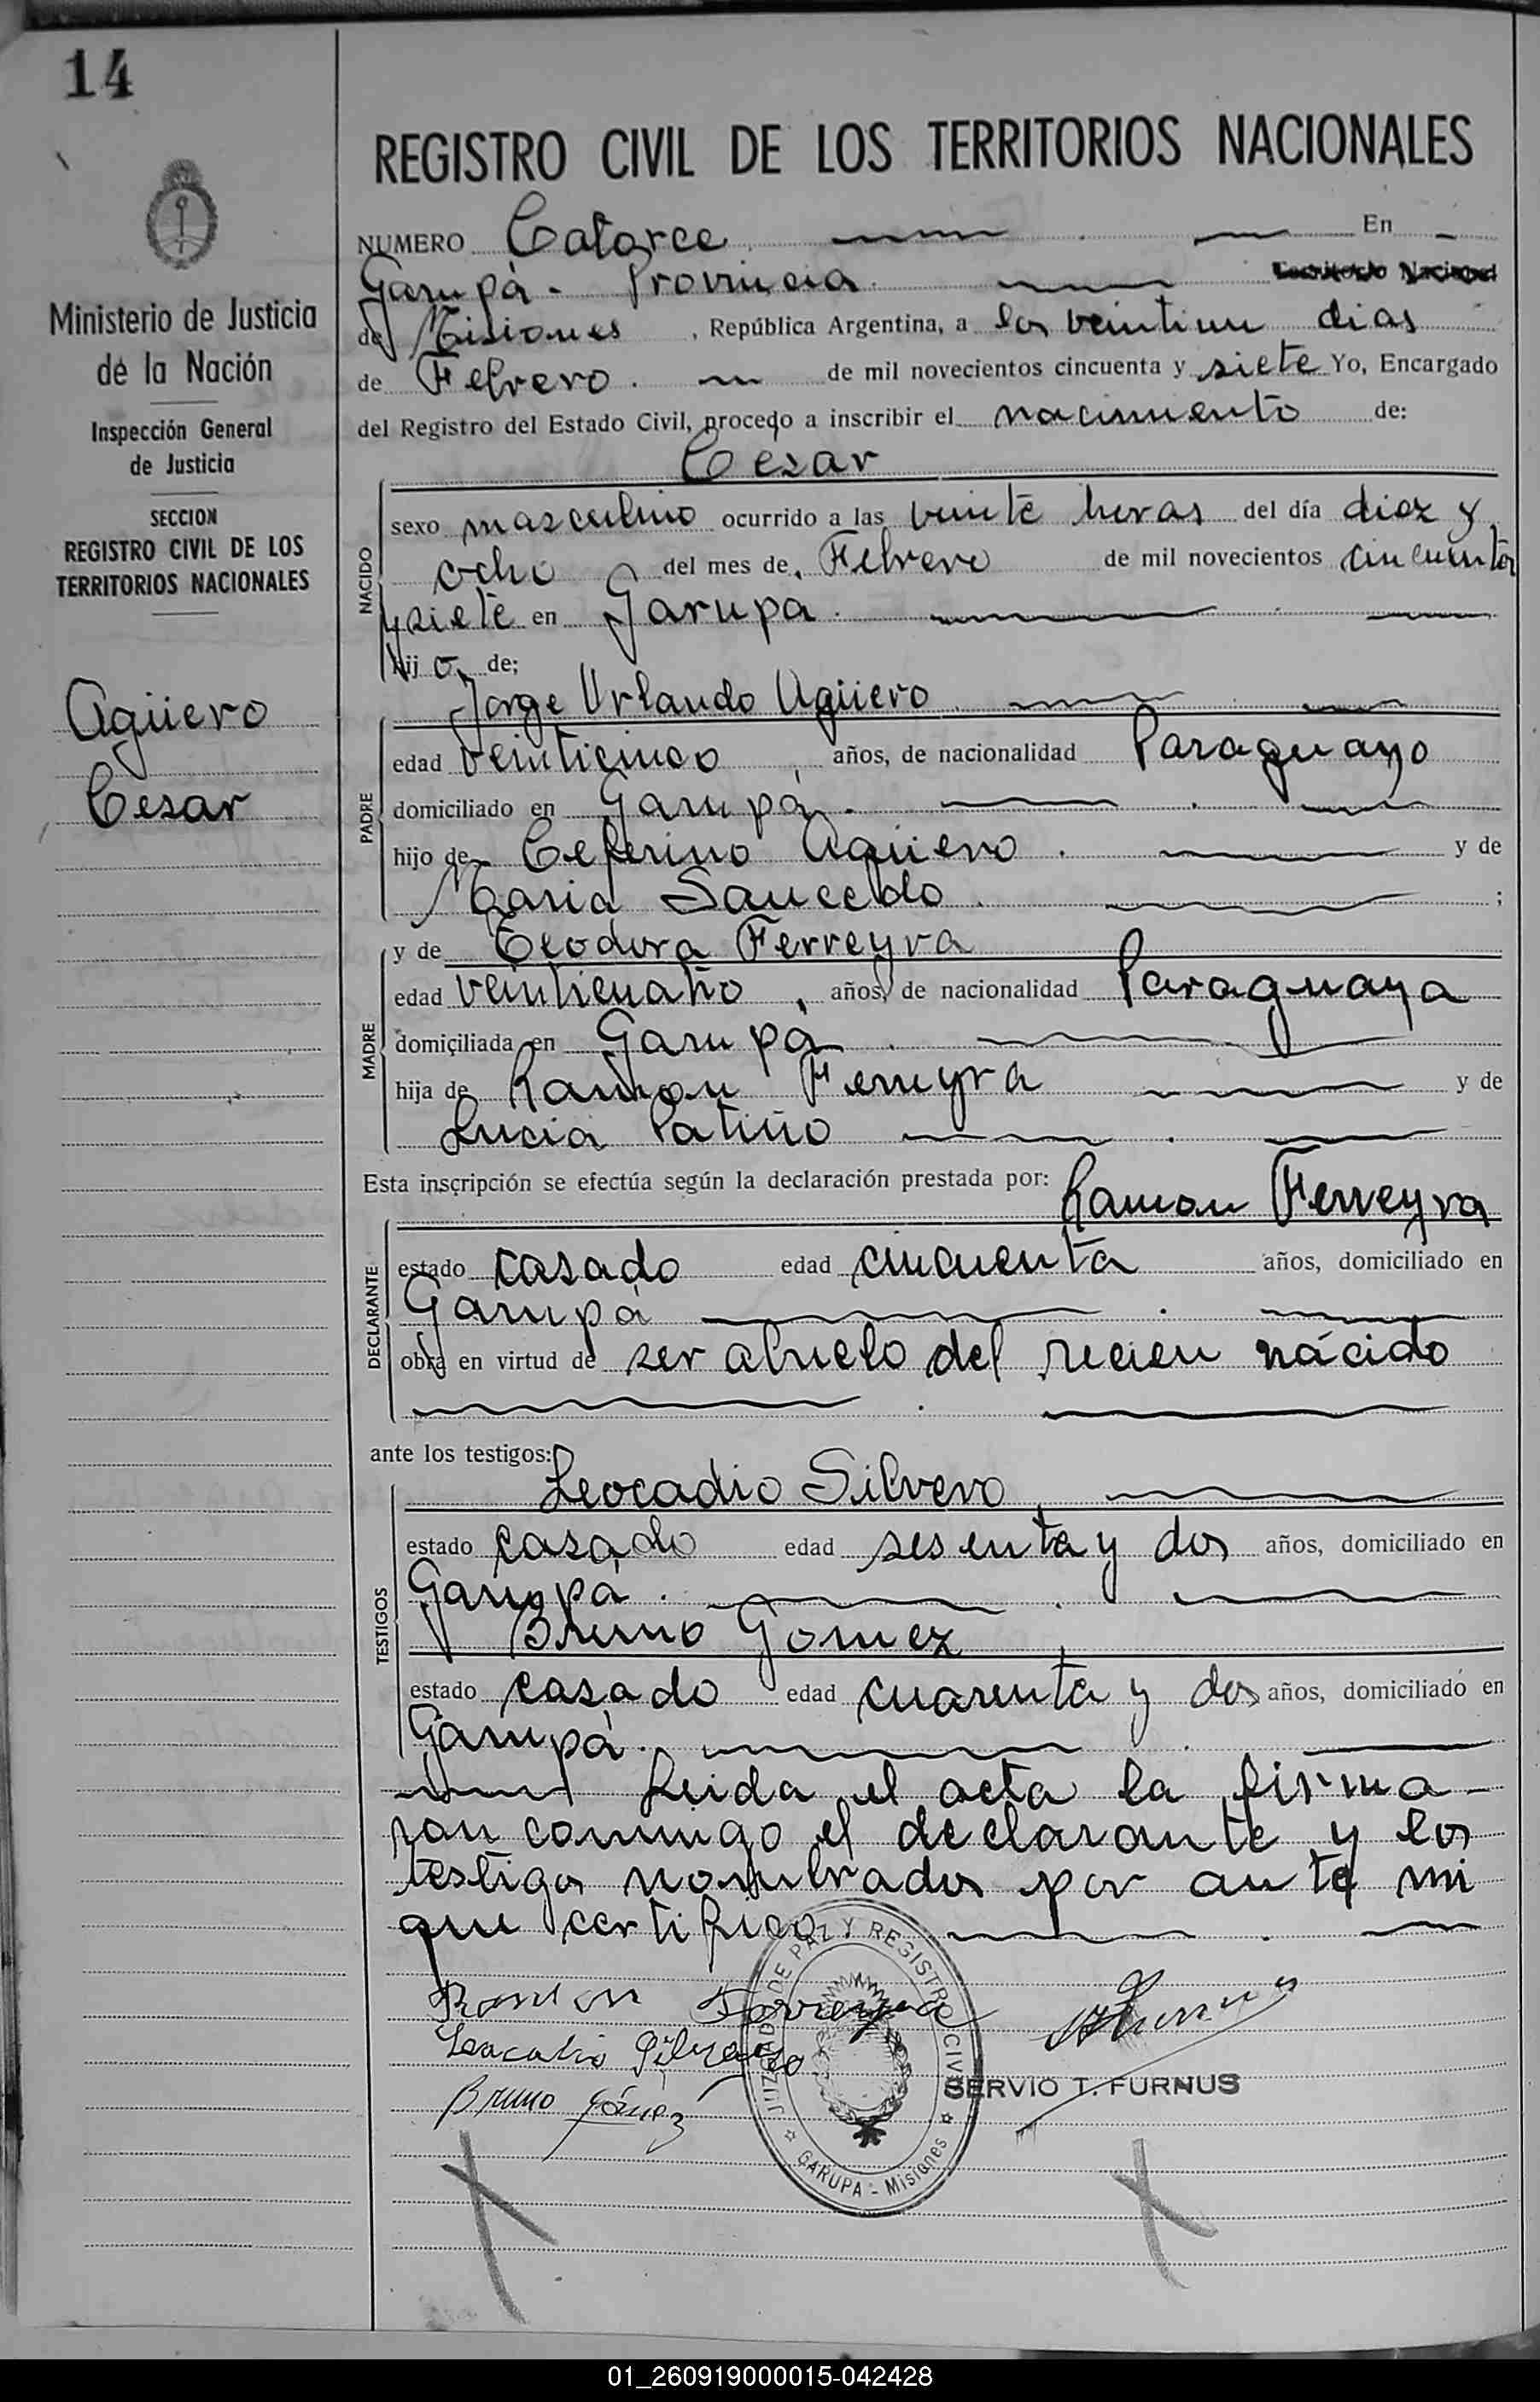 14
REGISTRO CIVIL DE LOS TERRITORIOS NACIONALES
Ministerio de Justicia
de la Nación
Inspección General
de Justicia
SECCION
REGISTRO CIVIL DE LOS
TERRITORIOS NACIONALES
Agüero
Cesar
NUMERO Catorce En
Garupá - Provincia Territorio Nacional
de Misiones , República Argentina, a los veintiun dias
de Febrero . de mil novecientos cincuenta y siete Yo, Encargado
del Registro del Estado Civil, procedo a inscribir el nacimiento de:
Cesar
NACIDO
sexo masculino ocurrido a las veinte horas del día diez y
ocho del mes de Febrero de mil novecientos cincuenta
y siete en Garupa.
hijo de:
Jorge Orlando Agüero
PADRE
edad veinticinco , años, de nacionalidad Paraguayo
domiciliado en Garupá.
hijo de Ceferino Agüero . y de
Maria Saucedo . ;
y de Teodora Ferreyra
MADRE
edad veinticuatro , años, de nacionalidad Paraguaya
domiciliada en Garupá .
hija de Ramon Ferreyra y de
Lucia Patiño
Esta inscripción se efectúa según la declaración prestada por: Ramon Ferreyra
DECLARANTE
estado casado edad cincuenta años, domiciliado en
Garupá
obra en virtud de ser abuelo del recien nácido
ante los testigos:
Leocadio Silvero
TESTIGOS
estado casado edad sesenta y dos años, domiciliado en
Garupá.
Bruno Gomez
estado casado edad cuarenta y dos años, domiciliado en
Garupá.
Leida el acta la firma-
ron conmigo el declarante y los
testigos nombrados por ante mi
que certifico
Ramon Ferreyra
Leocadio Silvero
Bruno Gómez
SERVIO T. FURNUS
JUZGADO DE PAZ Y REGISTRO CIVIL
GARUPA - Misiones
01_260919000015-042428